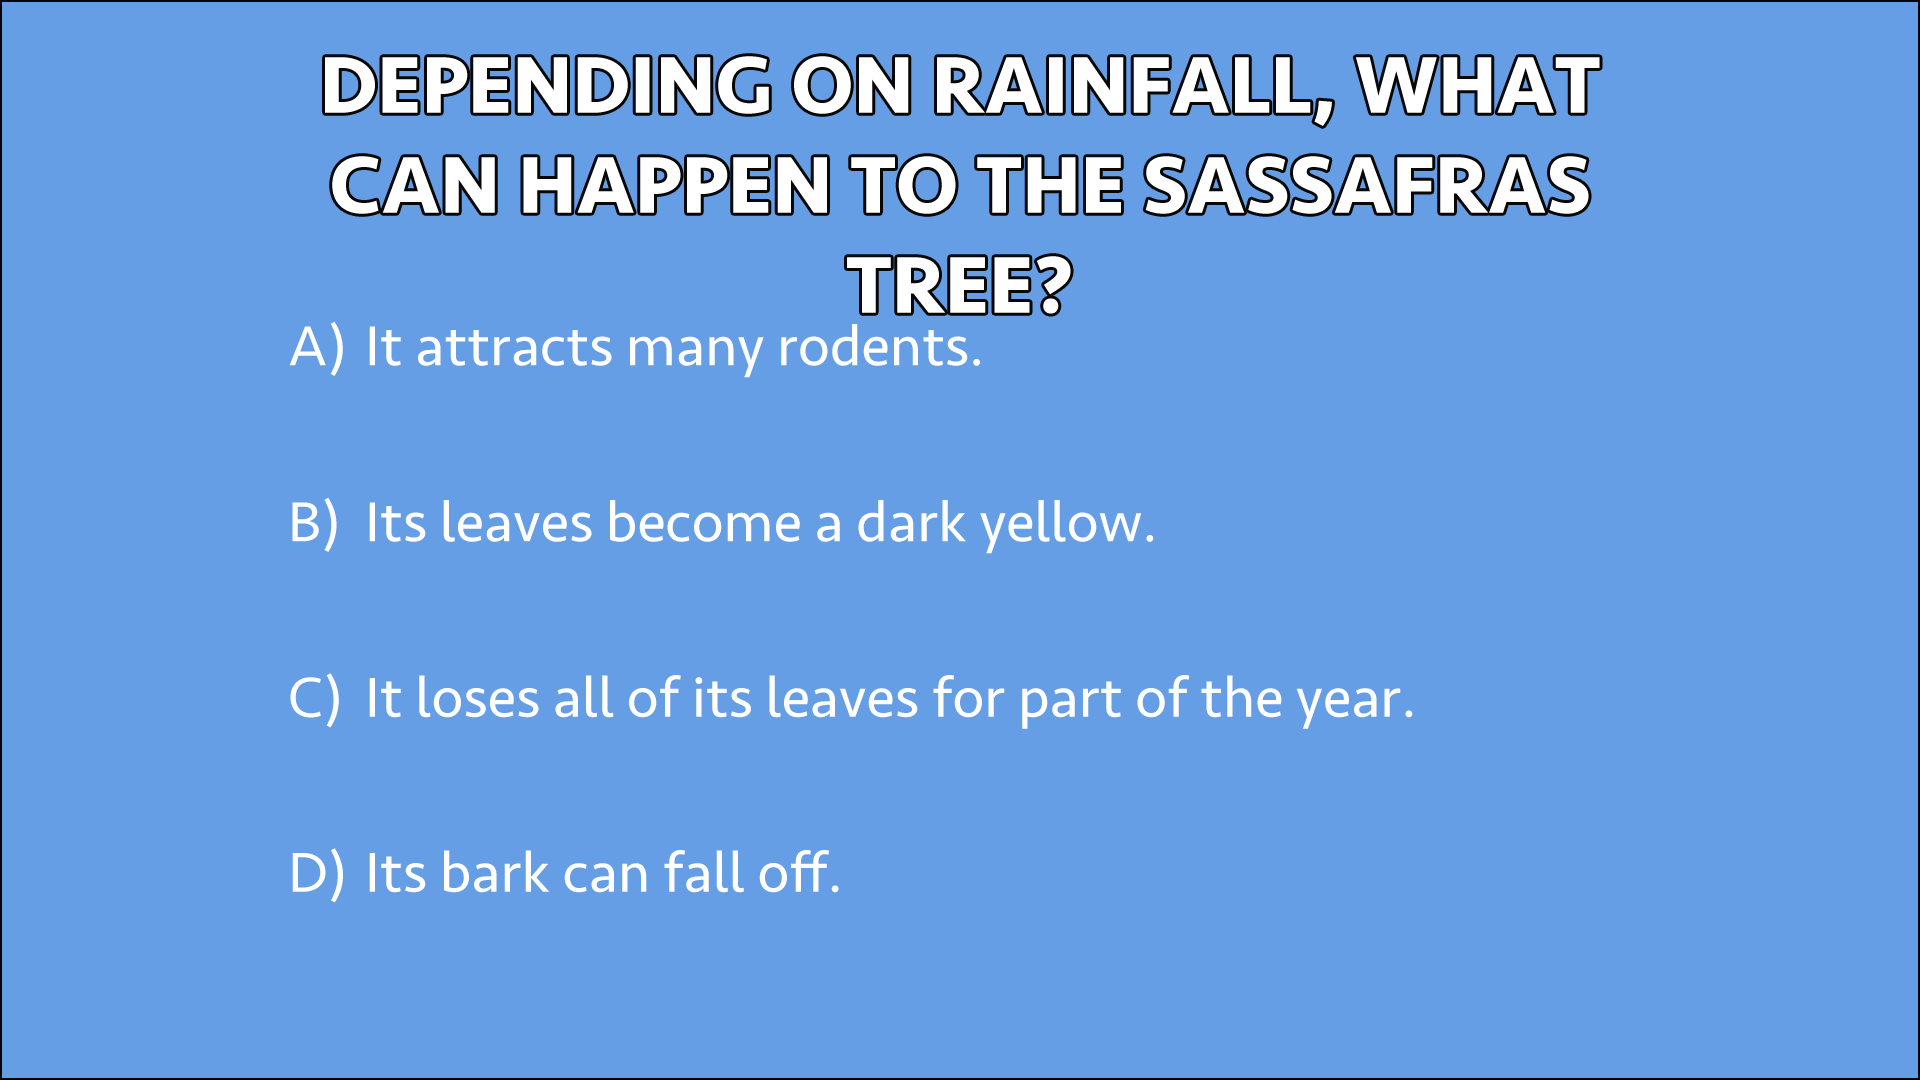 DEPENDING ON RAINFALL, WHAT
CAN HAPPEN TO THE SASSAFRAS
TREE?
A) It attracts many rodents.
B) Its leaves become a dark yellow.
C) It loses all of its leaves for part of the year.
D) Its bark can fall off.